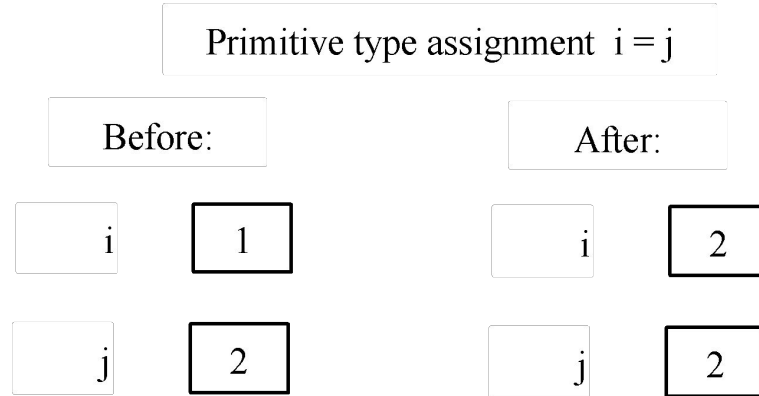 Primitive type assignment i = j
Before: After:
i 1 i 2
j 2 j 2